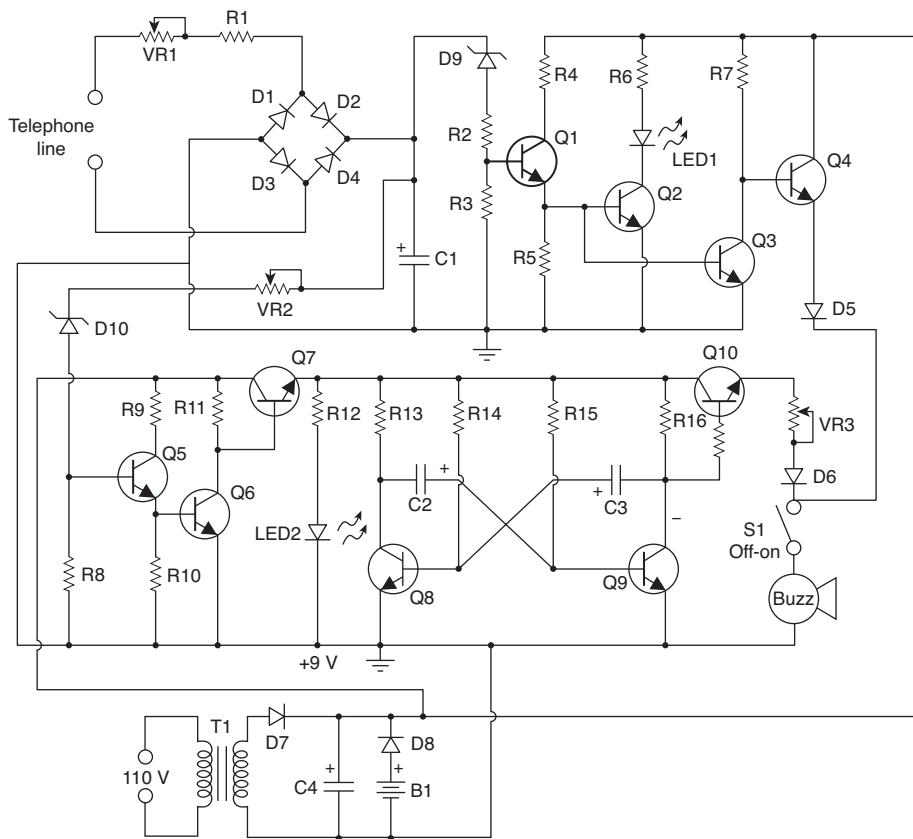 VR1
R1
Telephone
line
D1
D2
D3
D4
D9
R2
R3
R4
Q1
R5
R6
LED1
Q2
R7
Q3
Q4
D5
+
C1
VR2
D10
R9
Q5
R8
R10
R11
Q6
Q7
R12
LED2
R13
R14
R15
R16
C2
+
+
C3
Q8
Q9
–
Q10
VR3
D6
S1
Off-on
Buzz
+9 V
110 V
T1
D7
+
C4
D8
+
B1